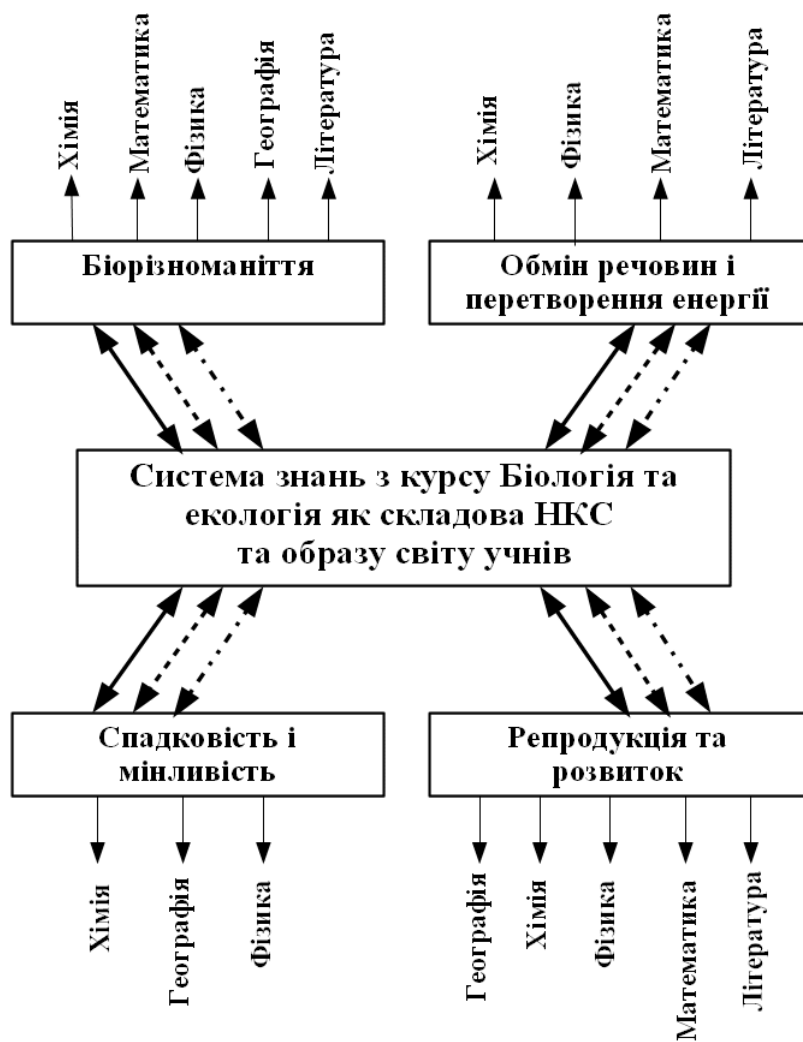 Хімія
Математика
Фізика
Географія
Література
Хімія
Фізика
Математика
Література
Біорізноманіття
Обмін речовин і
перетворення енергії
Система знань з курсу Біологія та
екологія як складова НКС
та образу світу учнів
Спадковість і
мінливість
Репродукція та
розвиток
Хімія
Географія
Фізика
Географія
Хімія
Фізика
Математика
Література